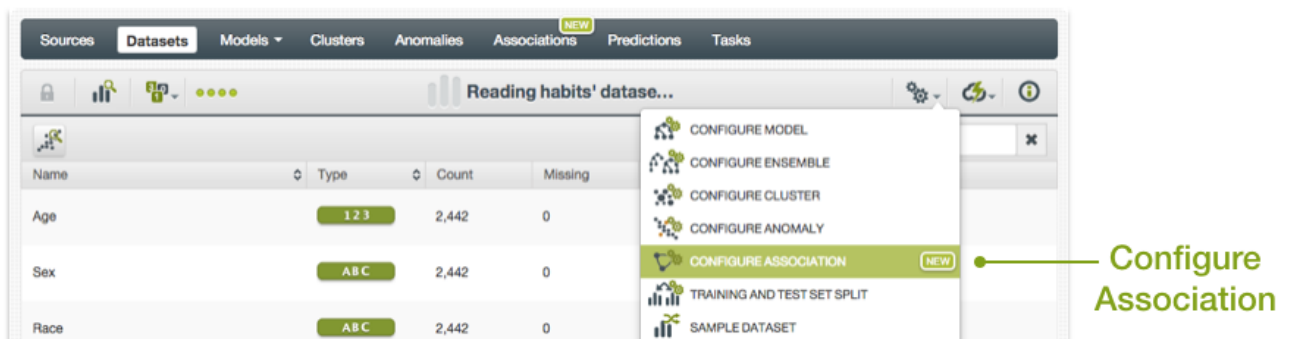 NEW
Sources Datasets Models Clusters Anomalies Associations Predictions Tasks
Reading habits' datase...
CONFIGURE MODEL
CONFIGURE ENSEMBLE
Name Type Count Missing
CONFIGURE CLUSTER
Age 123 2,442 0
CONFIGURE ANOMALY
CONFIGURE ASSOCIATION NEW
Configure
Association
Sex ABC 2,442 0
TRAINING AND TEST SET SPLIT
Race ABC 2,442 0
SAMPLE DATASET